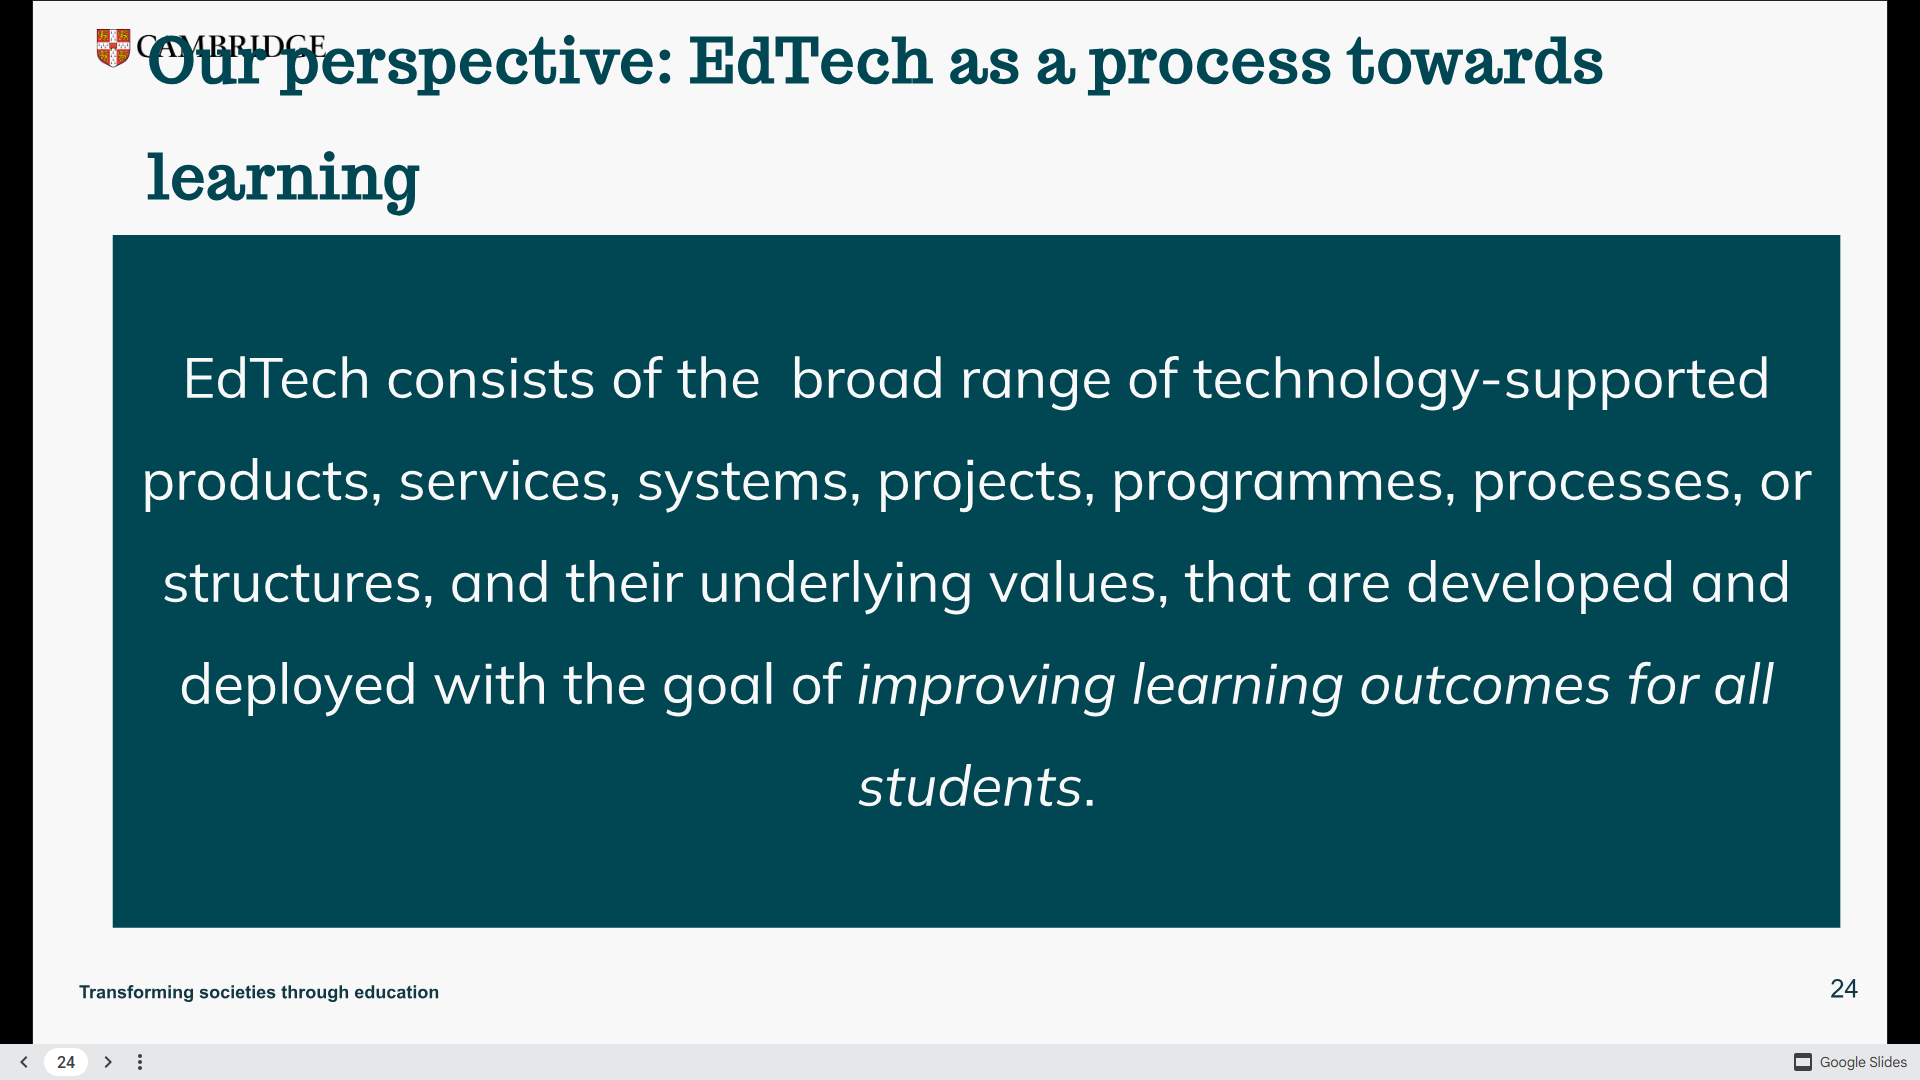 CAMBRIDGE
Our perspective: EdTech as a process towards
learning
EdTech consists of the  broad range of technology-supported
products, services, systems, projects, programmes, processes, or
structures, and their underlying values, that are developed and
deployed with the goal of improving learning outcomes for all
students.
Transforming societies through education
24
24
Google Slides